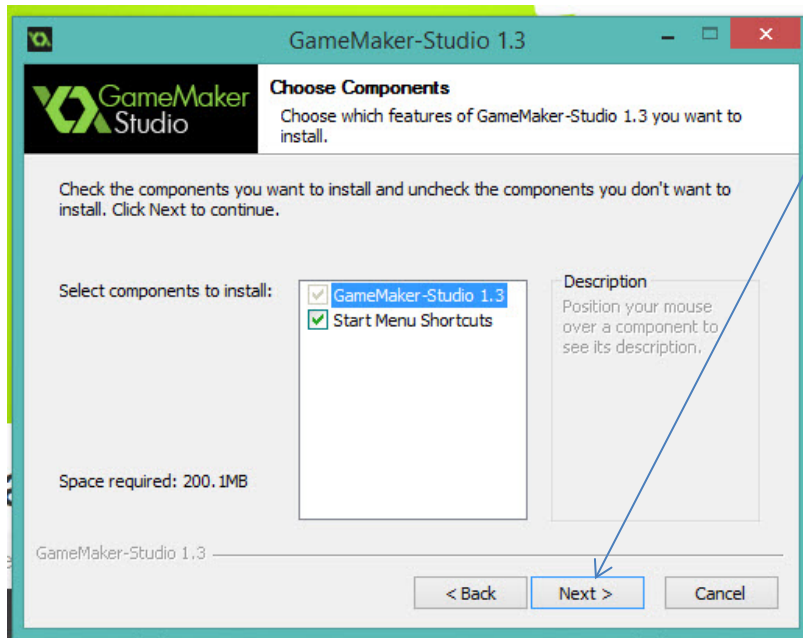 GameMaker-Studio 1.3
GameMaker
Studio
Choose Components
Choose which features of GameMaker-Studio 1.3 you want to
install.
Check the components you want to install and uncheck the components you don't want to
install. Click Next to continue.
Select components to install:
GameMaker-Studio 1.3
Start Menu Shortcuts
Description
Position your mouse
over a component to
see its description.
Space required: 200.1MB
GameMaker-Studio 1.3
< Back
Next >
Cancel